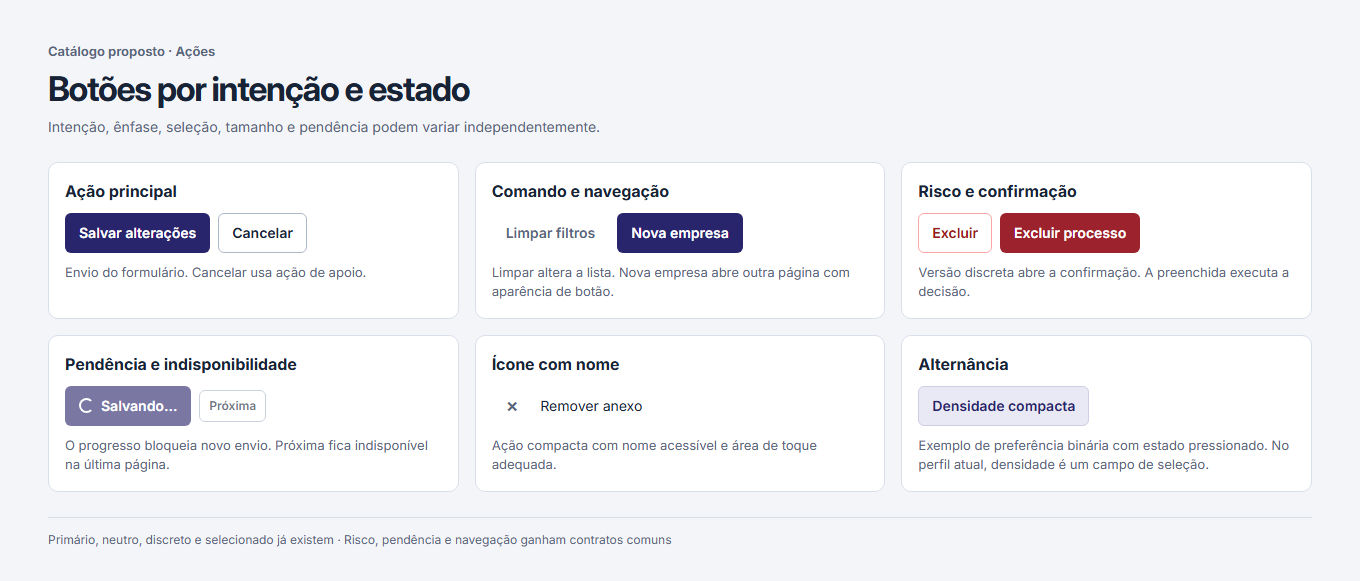 Catálogo proposto · Ações
Botões por intenção e estado
Intenção, ênfase, seleção, tamanho e pendência podem variar independentemente.
Ação principal
Salvar alterações
Cancelar
Envio do formulário. Cancelar usa ação de apoio.
Comando e navegação
Limpar filtros
Nova empresa
Limpar altera a lista. Nova empresa abre outra página com
aparência de botão.
Risco e confirmação
Excluir
Excluir processo
Versão discreta abre a confirmação. A preenchida executa a
decisão.
Pendência e indisponibilidade
Salvando...
Próxima
O progresso bloqueia novo envio. Próxima fica indisponível
na última página.
Ícone com nome
× Remover anexo
Ação compacta com nome acessível e área de toque
adequada.
Alternância
Densidade compacta
Exemplo de preferência binária com estado pressionado. No
perfil atual, densidade é um campo de seleção.
Primário, neutro, discreto e selecionado já existem · Risco, pendência e navegação ganham contratos comuns